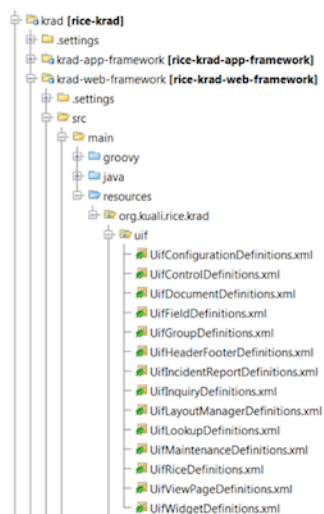 krad [rice-krad]
.settings
krad-app-framework [rice-krad-app-framework]
krad-web-framework [rice-krad-web-framework]
.settings
src
main
groovy
java
resources
org.kuali.rice.krad
uif
UifConfigurationDefinitions.xml
UifControlDefinitions.xml
UifDocumentDefinitions.xml
UifFieldDefinitions.xml
UifGroupDefinitions.xml
UifHeaderFooterDefinitions.xml
UifIncidentReportDefinitions.xml
UifInquiryDefinitions.xml
UifLayoutManagerDefinitions.xml
UifLookupDefinitions.xml
UifMaintenanceDefinitions.xml
UifRiceDefinitions.xml
UifViewPageDefinitions.xml
UifWidgetDefinitions.xml